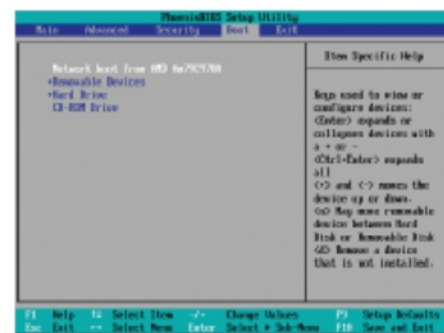 PhoenixBIOS Setup Utility
Main Advanced Security Boot Exit
Network boot from AMD Am79C970A
+Removable Devices
+Hard Drive
CD-ROM Drive
Item Specific Help
Keys used to view or
configure devices:
<Enter> expands or
collapses devices with
a + or -
<Ctrl+Enter> expands
all
<+> and <-> moves the
device up or down.
<n> May move removable
device between Hard
Disk or Removable Disk
<d> Remove a device
that is not installed.
F1 Help ↑↓ Select Item -/+ Change Values F9 Setup Defaults
Esc Exit ↔ Select Menu Enter Select ▶ Sub-Menu F10 Save and Exit